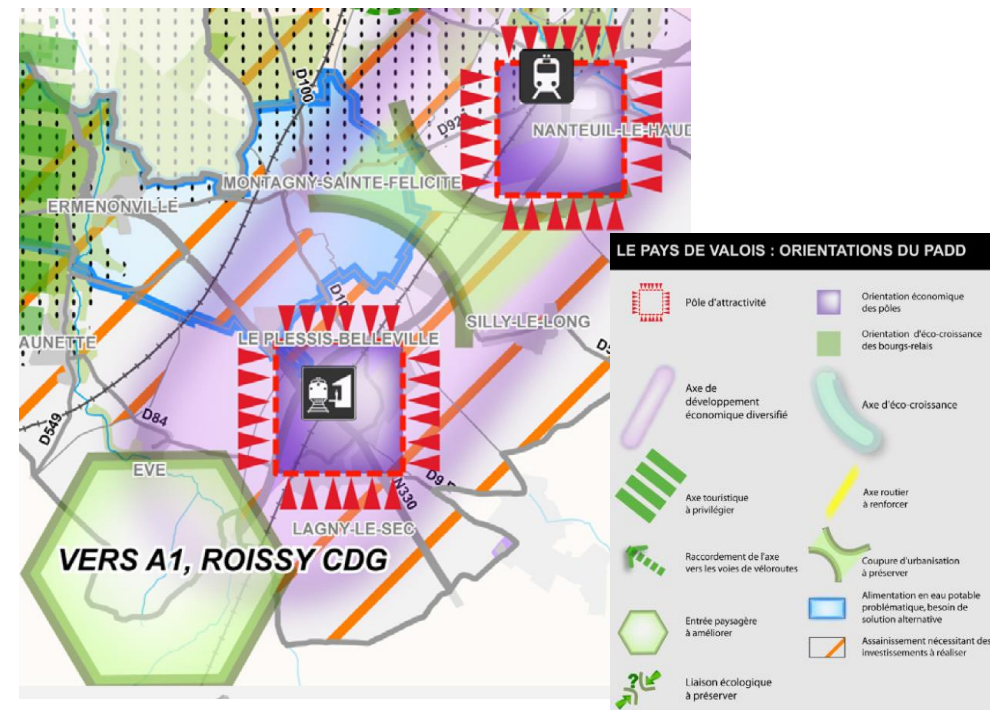 D100
D92
NANTEUIL-LE-HAUD
MONTAGNY-SAINTE-FELICITE
ERMENONVILLE
D10
SILLY-LE-LONG
LE PLESSIS-BELLEVILLE
AUNETTE
D84
D549
EVE
D9
N330
LAGNY-LE-SEC
VERS A1, ROISSY CDG
LE PAYS DE VALOIS : ORIENTATIONS DU PADD
Pôle d'attractivité
Orientation économique
des pôles
Orientation d'éco-croissance
des bourgs-relais
Axe de
développement
économique diversifié
Axe d'éco-croissance
Axe touristique
à privilégier
Axe routier
à renforcer
Raccordement de l'axe
vers les voies de véloroutes
Coupure d'urbanisation
à préserver
Alimentation en eau potable
problématique, besoin de
solution alternative
Entrée paysagère
à améliorer
Assainissement nécessitant des
investissements à réaliser
?
Liaison écologique
à préserver